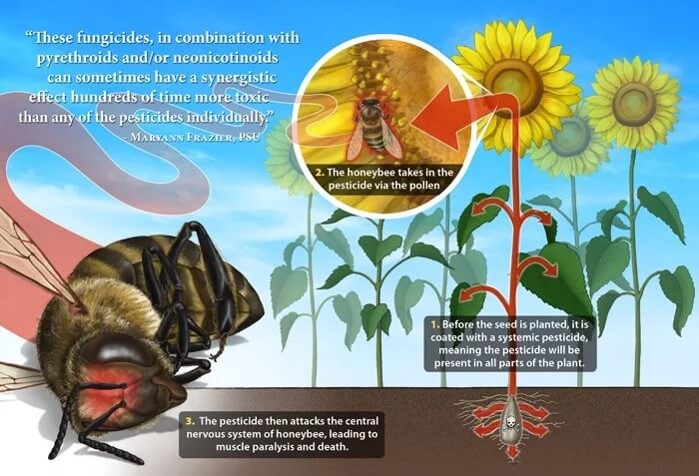 “These fungicides, in combination with
pyrethroids and/or neonicotinoids
can sometimes have a synergistic
effect hundreds of time more toxic
than any of the pesticides individually.”
- Maryann Frazier, PSU
2. The honeybee takes in the
pesticide via the pollen
1. Before the seed is planted, it is
coated with a systemic pesticide,
meaning the pesticide will be
present in all parts of the plant.
3. The pesticide then attacks the central
nervous system of honeybee, leading to
muscle paralysis and death.